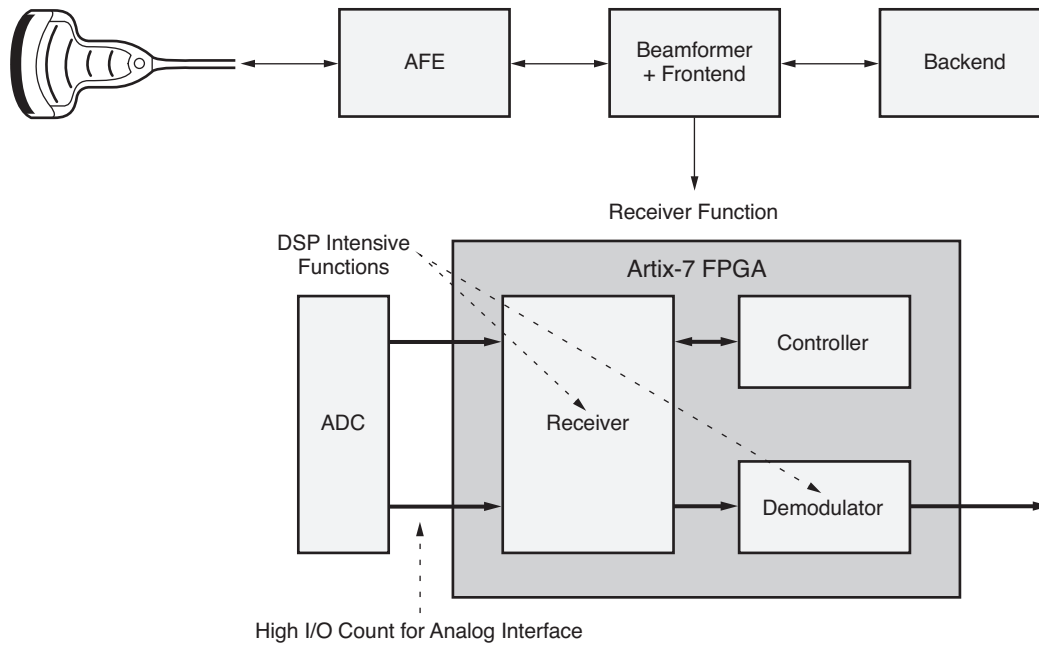 AFE
Beamformer
+ Frontend
Backend
Receiver Function
DSP Intensive
Functions
Artix-7 FPGA
ADC
Receiver
Controller
Demodulator
High I/O Count for Analog Interface